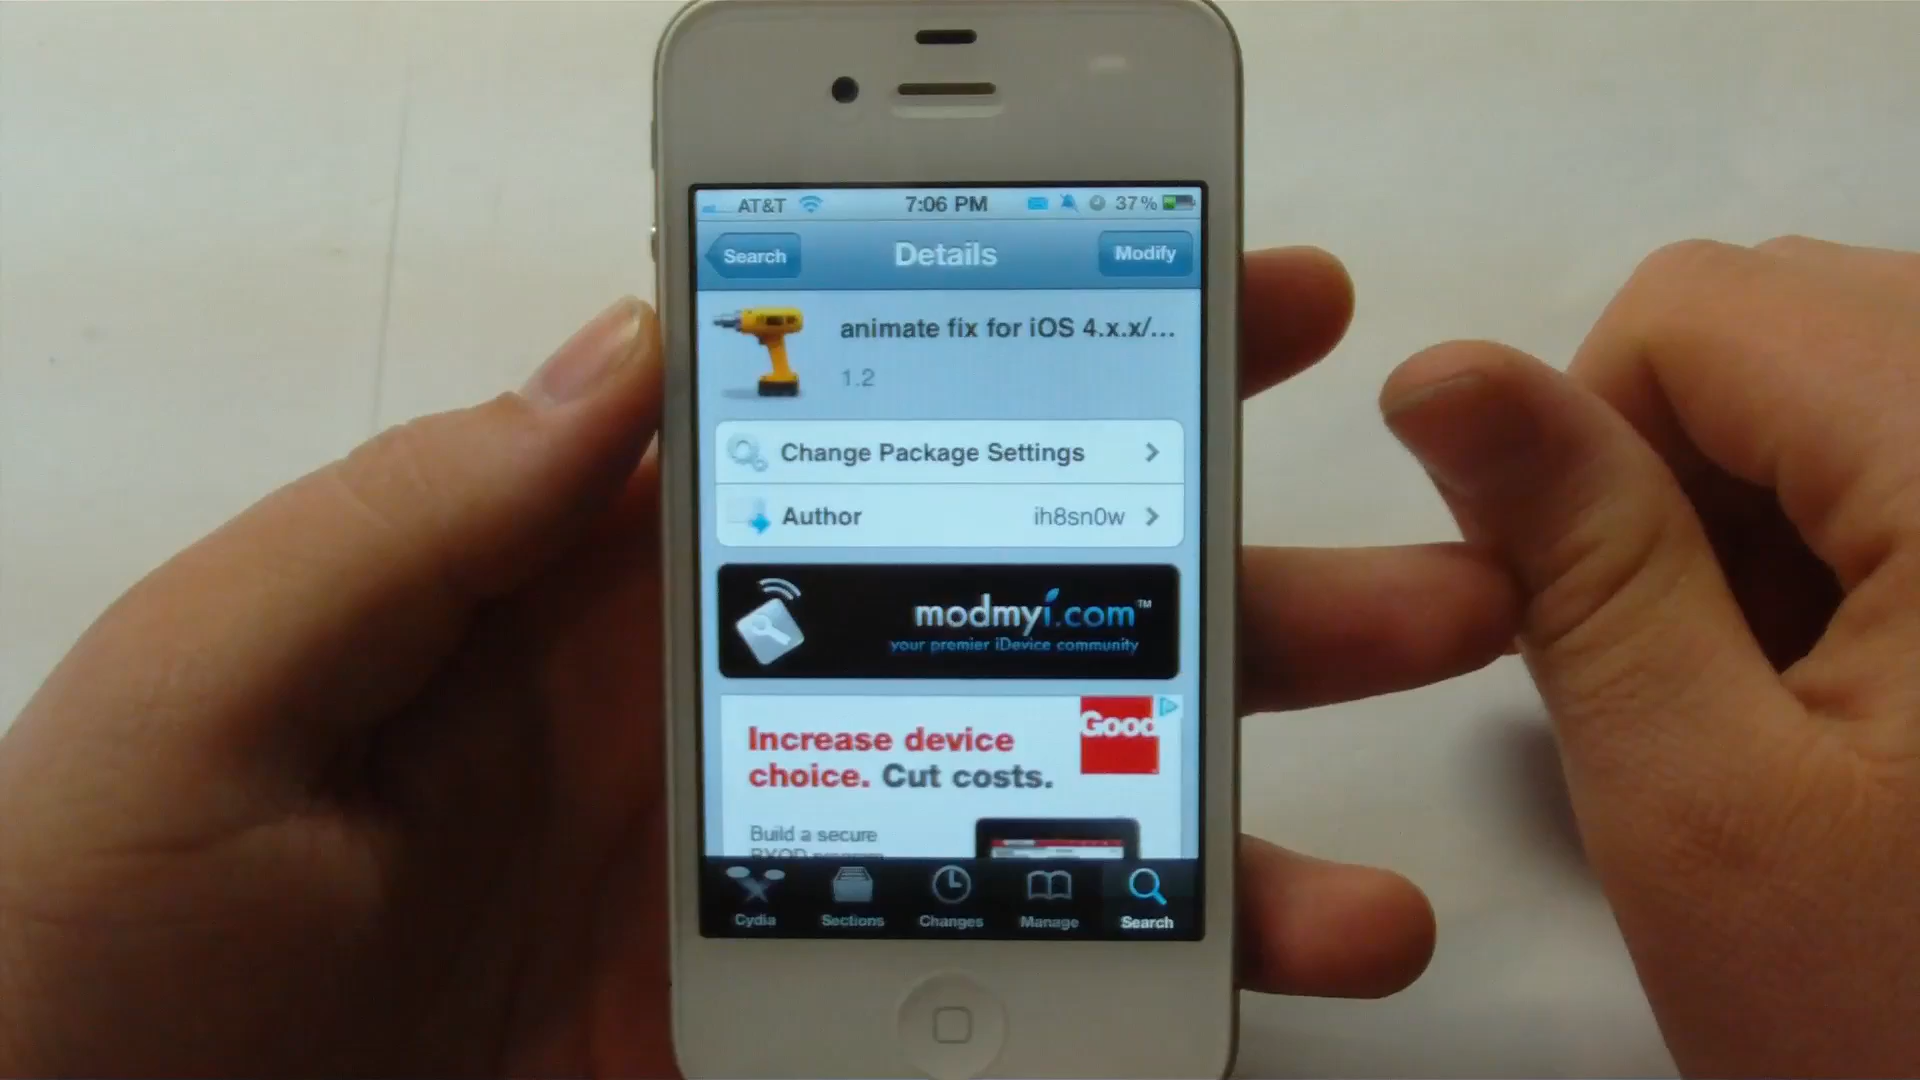 AT&T 7:06 PM 37%
Search Details Modify
animate fix for iOS 4.x.x/...
1.2
Change Package Settings
Author ih8sn0w
modmyi.com™
your premier iDevice community
Good
Increase device
choice. Cut costs.
Build a secure
BYOD program
Cydia Sections Changes Manage Search